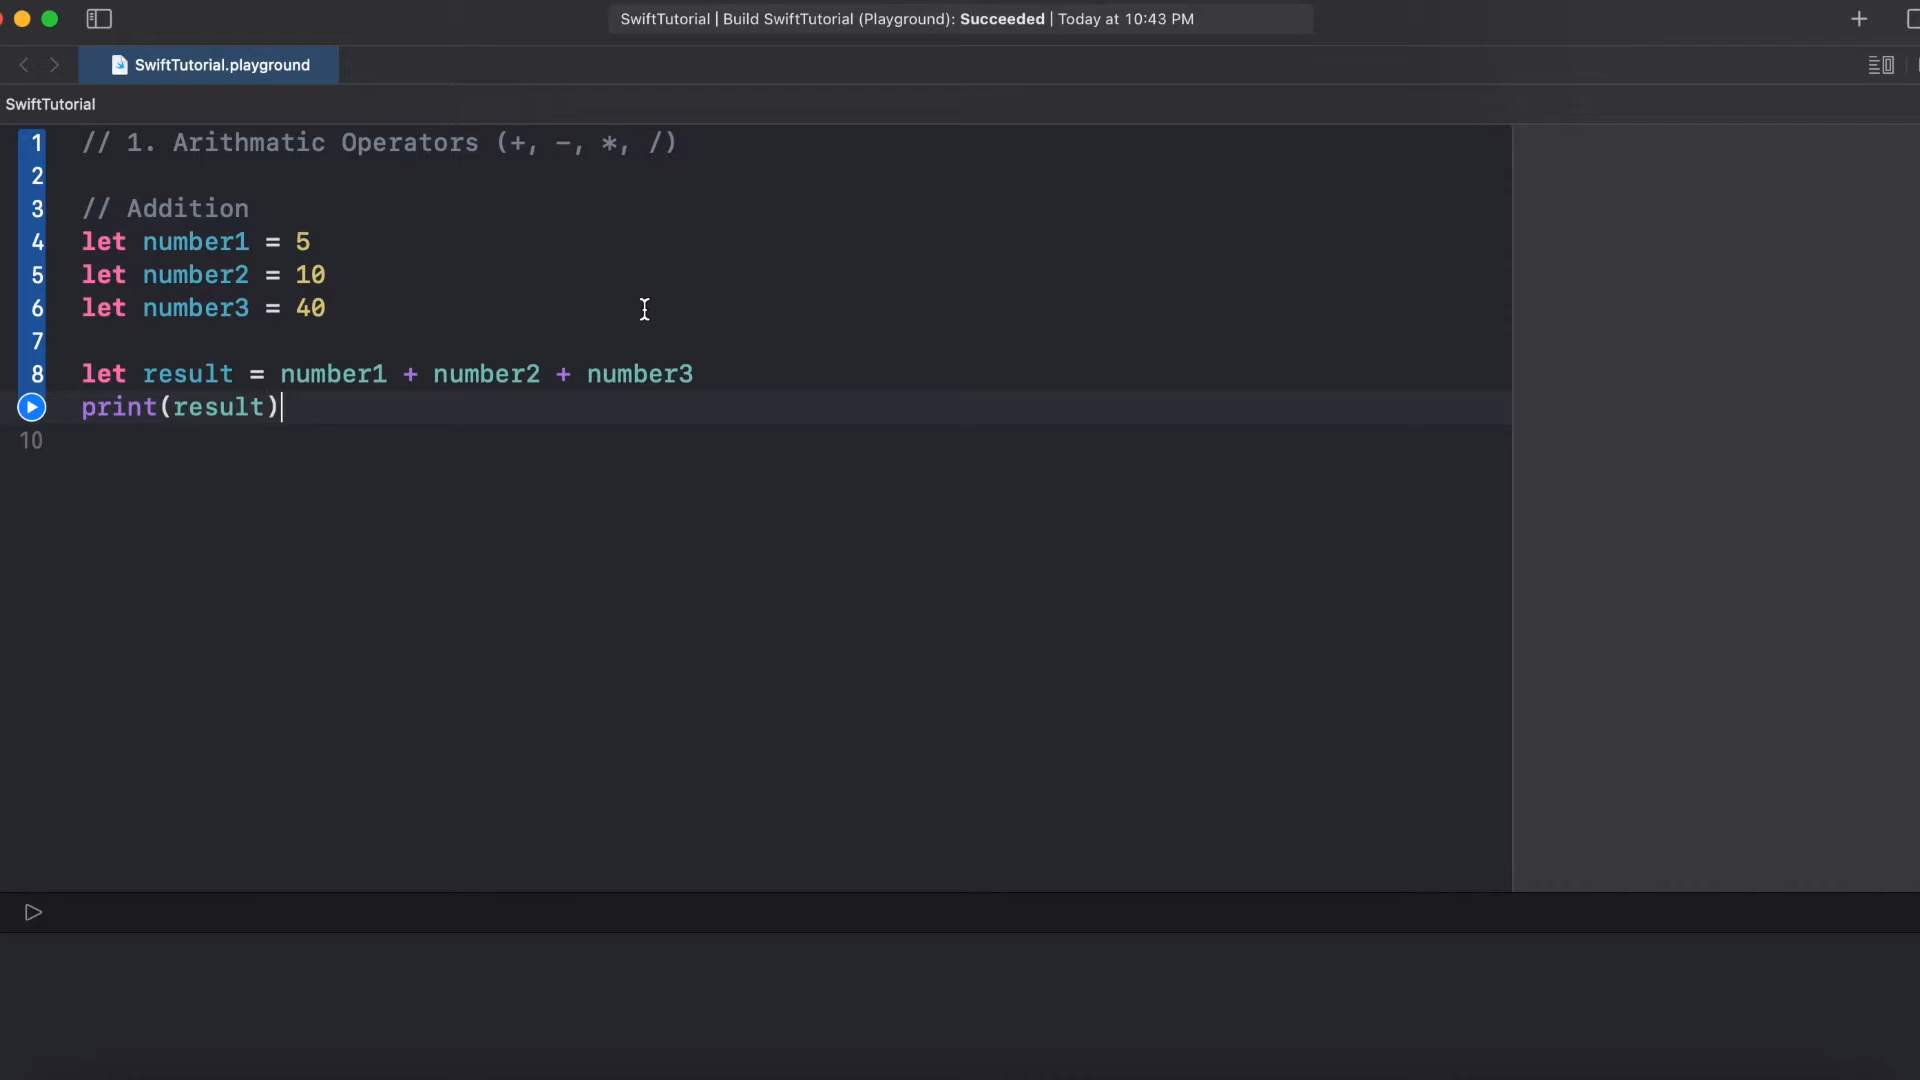 SwiftTutorial | Build SwiftTutorial (Playground): Succeeded | Today at 10:43 PM
SwiftTutorial.playground
SwiftTutorial
1 // 1. Arithmatic Operators (+, -, *, /)
2
3 // Addition
4 let number1 = 5
5 let number2 = 10
6 let number3 = 40
7
8 let result = number1 + number2 + number3
print(result)
10